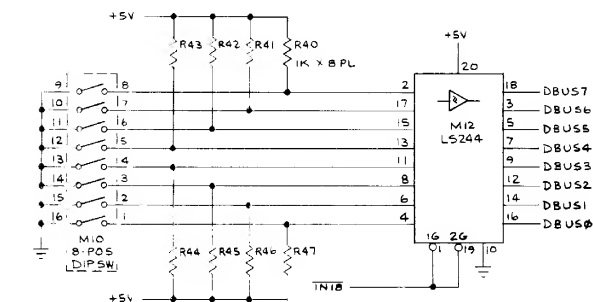 +5V
R43 R42 R41 R40
1K X 8 PL
+5V
20
9 8 2 18 DBUS7
10 7 17 3 DBUS6
11 6 15 5 DBUS5
M12
LS244
12 5 13 7 DBUS4
13 4 11 9 DBUS3
14 3 8 12 DBUS2
15 2 6 14 DBUS1
16 1 4 16 DBUSØ
M10
8-POS
DIPSW
1G 2G
1 19 10
R44 R45 R46 R47
IN18
+5V